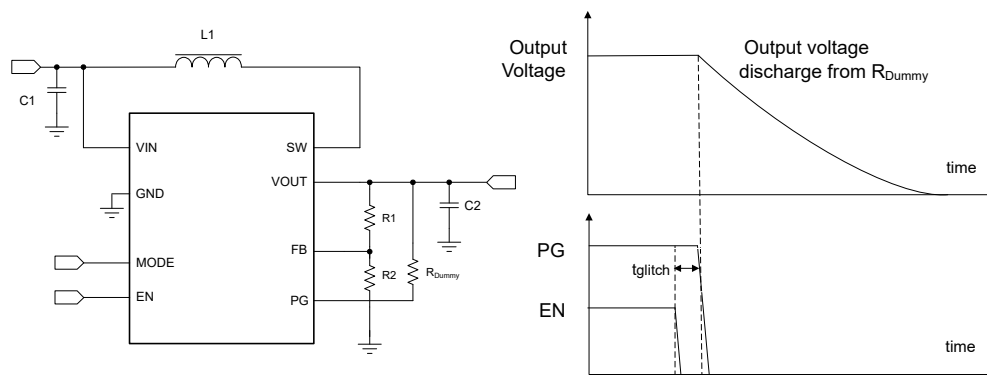 L1
C1
VIN
SW
VOUT
GND
C2
R1
FB
MODE
R2
RDummy
EN
PG
Output
Voltage
Output voltage
discharge from RDummy
time
PG
tglitch
EN
time